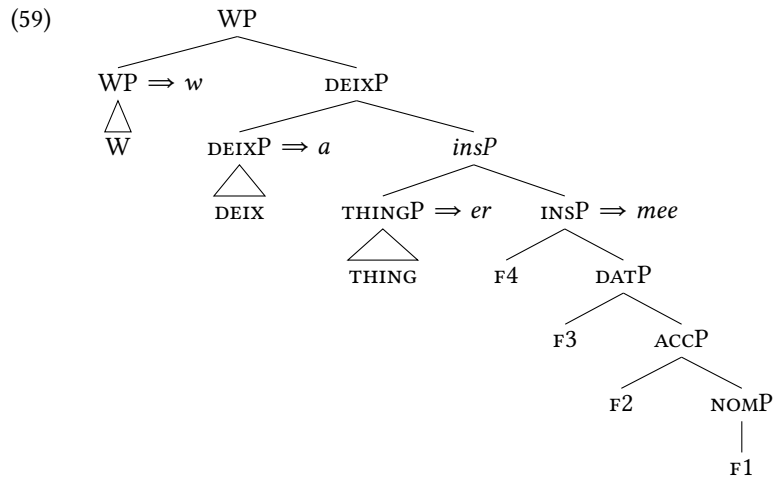 (59) WP
WP ⇒ w DEIXP
W DEIXP ⇒ a insP
DEIX THINGP ⇒ er INSP ⇒ mee
THING F4 DATP
F3 ACCP
F2 NOMP
F1